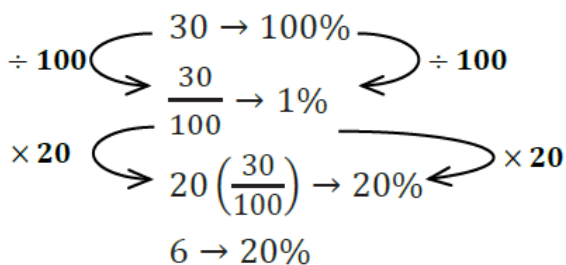 30 → 100%
÷ 100
÷ 100
30/100 → 1%
× 20
× 20
20(30/100) → 20%
6 → 20%